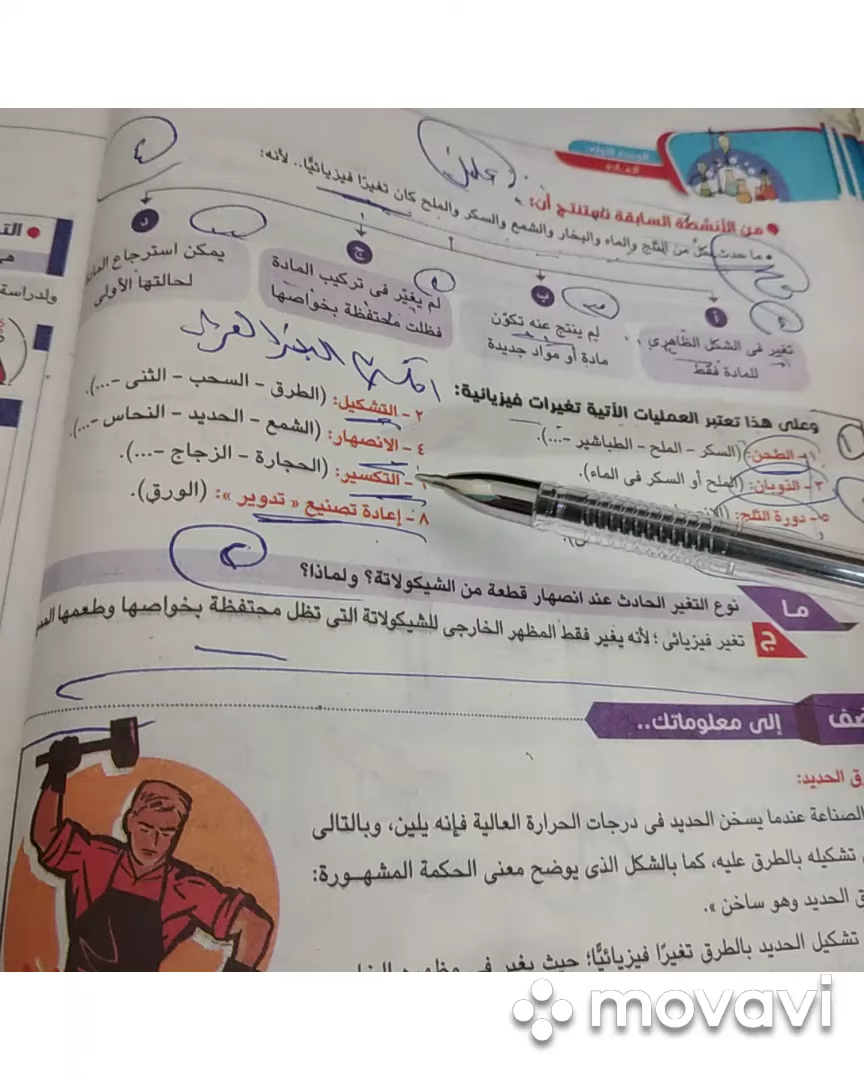 الوحدة الأولى
المادة
علل
من الأنشطة السابقة نستنتج أن:
ما حدث لكل من الثلج والماء والبخار والشمع والسكر والملح كان تغيرًا فيزيائيًا.. لأنه:
أ
تغير فى الشكل الظاهرى
للمادة فقط
ب
لم ينتج عنه تكوّن
مادة أو مواد جديدة
ج
لم يغيّر فى تركيب المادة
فظلت محتفظة بخواصها
د
يمكن استرجاع
لحالتها الأولى
وعلى هذا تعتبر العمليات الآتية تغيرات فيزيائية:
١- الطحن: (السكر - الملح - الطباشير -...).
٢- التشكيل: (الطرق - السحب - الثنى -...).
٣- الذوبان: (الملح أو السكر فى الماء).
٤- الانصهار: (الشمع - الحديد - النحاس -...).
٥- دورة الثلج:
٦- التكسير: (الحجارة - الزجاج -...).
٨- إعادة تصنيع « تدوير »: (الورق).
ما نوع التغير الحادث عند انصهار قطعة من الشيكولاتة؟ ولماذا؟
ج تغير فيزيائى ؛ لأنه يغير فقط المظهر الخارجى للشيكولاتة التى تظل محتفظة بخواصها وطعمها
إلى معلوماتك..
الحديد:
الصناعة عندما يسخن الحديد فى درجات الحرارة العالية فإنه يلين، وبالتالى
تشكيله بالطرق عليه، كما بالشكل الذى يوضح معنى الحكمة المشهورة:
الحديد وهو ساخن ».
تشكيل الحديد بالطرق تغيرًا فيزيائيًّا؛ حيث يغير فى
ولدراسة
movavi